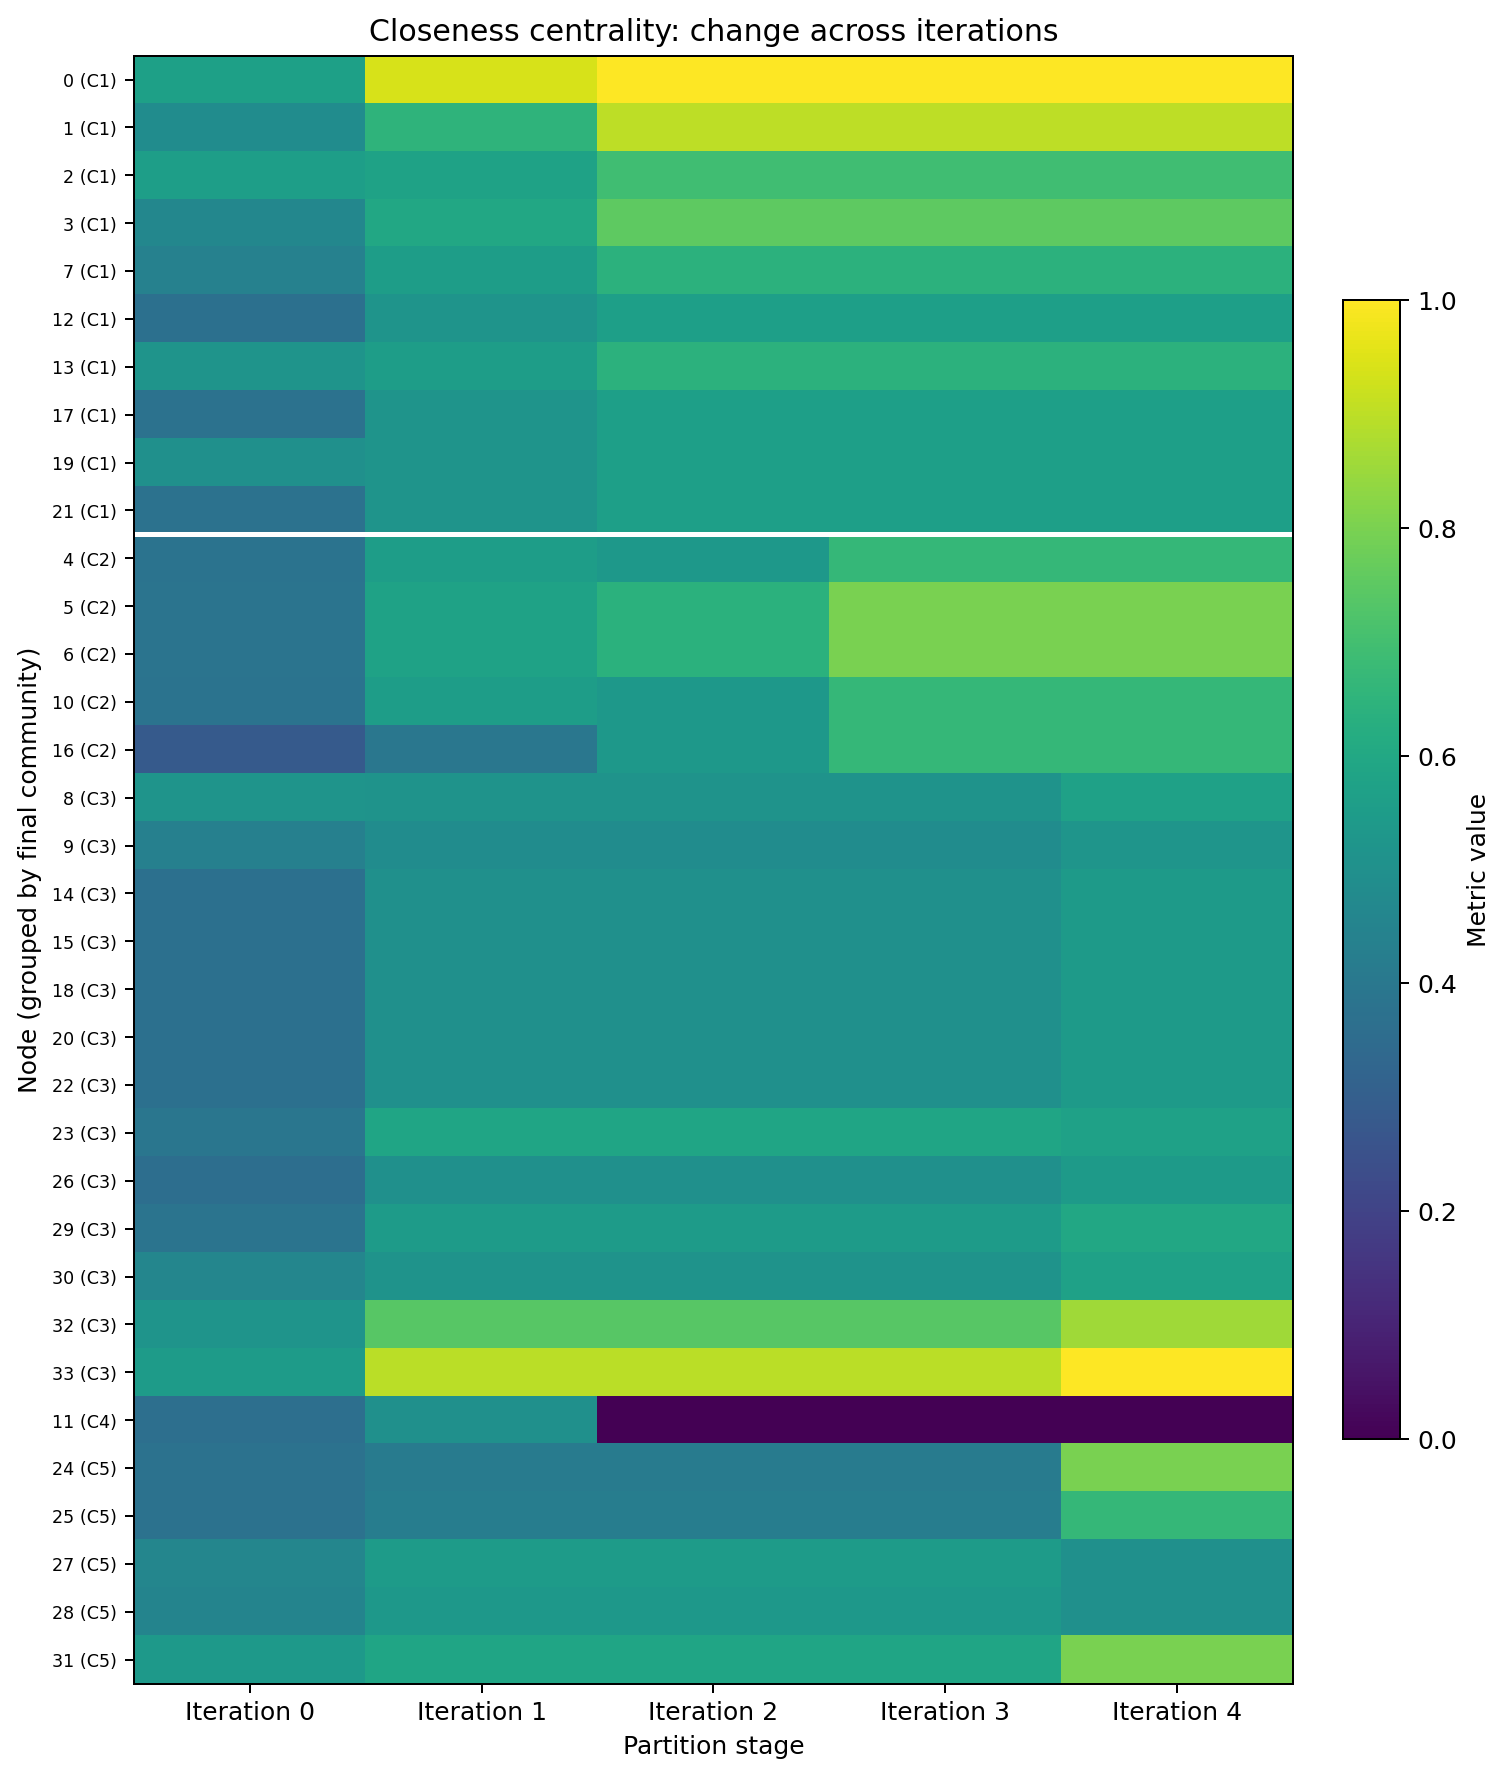 Closeness centrality: change across iterations
0 (C1)
1 (C1)
2 (C1)
3 (C1)
7 (C1)
12 (C1)
13 (C1)
17 (C1)
19 (C1)
21 (C1)
4 (C2)
5 (C2)
6 (C2)
10 (C2)
16 (C2)
8 (C3)
9 (C3)
14 (C3)
15 (C3)
18 (C3)
20 (C3)
22 (C3)
23 (C3)
26 (C3)
29 (C3)
30 (C3)
32 (C3)
33 (C3)
11 (C4)
24 (C5)
25 (C5)
27 (C5)
28 (C5)
31 (C5)
Node (grouped by final community)
Iteration 0
Iteration 1
Iteration 2
Iteration 3
Iteration 4
Partition stage
1.0
0.8
0.6
0.4
0.2
0.0
Metric value